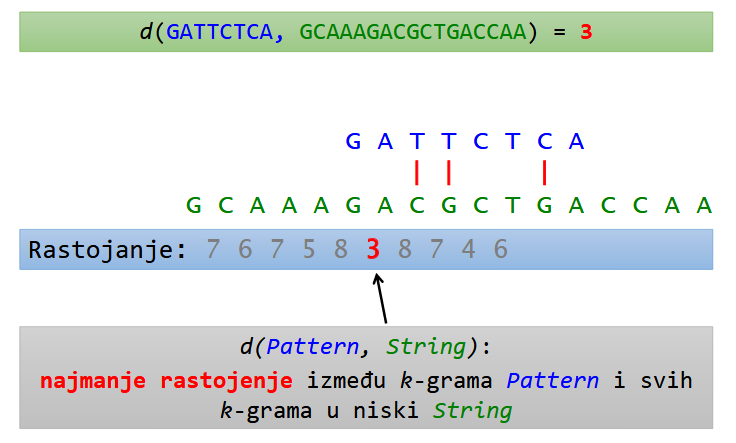 d(GATTCTCA, GCAAAGACGCTGACCAA) = 3
G A T T C T C A
G C A A A G A C G C T G A C C A A
Rastojanje: 7 6 7 5 8 3 8 7 4 6
d(Pattern, String):
najmanje rastojenje između k-grama Pattern i svih
k-grama u niski String